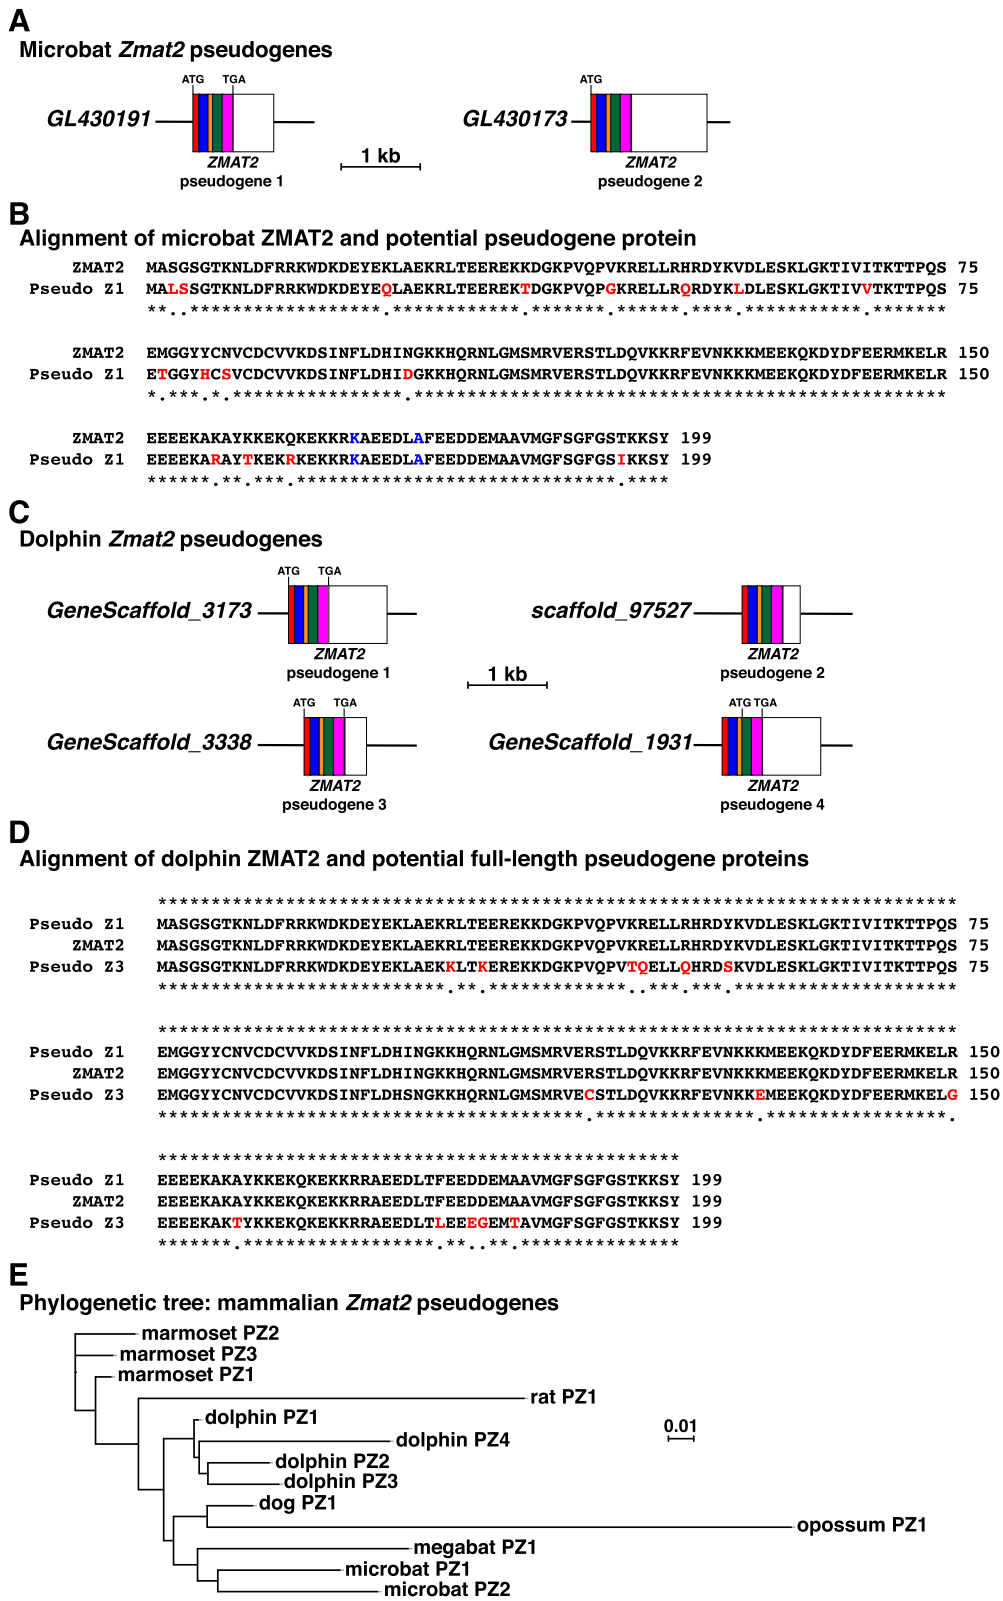 A
Microbat Zmat2 pseudogenes
ATG TGA ATG
GL430191 GL430173
ZMAT2 1 kb ZMAT2
pseudogene 1 pseudogene 2
B
Alignment of microbat ZMAT2 and potential pseudogene protein
ZMAT2 MASGSGTKNLDFRRKWDKDEYEKLAEKRLTEEREKKDGKPVQPVKRELLRHRDYKVDLESKLGKTIVITKTTPQS 75
Pseudo Z1 MALSSGTKNLDFRRKWDKDEYEQLAEKRLTEEREKTDGKPVQPGKRELLRQRDYKLDLESKLGKTIVVTKTTPQS 75
**..******************.************.*******.******.****.***********.*******
ZMAT2 EMGGYYCNVCDCVVKDSINFLDHINGKKHQRNLGMSMRVERSTLDQVKKRFEVNKKKMEEKQKDYDFEERMKELR 150
Pseudo Z1 ETGGYHCSVCDCVVKDSINFLDHIDGKKHQRNLGMSMRVERSTLDQVKKRFEVNKKKMEEKQKDYDFEERMKELR 150
*.***.*.****************.**************************************************
ZMAT2 EEEEKAKAYKKEKQKEKKRKAEEDLAFEEDDEMAAVMGFSGFGSTKKSY 199
Pseudo Z1 EEEEKARAYTKEKRKEKKRKAEEDLAFEEDDEMAAVMGFSGFGSIKKSY 199
******.**.***.******************************.****
C
Dolphin Zmat2 pseudogenes
ATG TGA
GeneScaffold_3173 scaffold_97527
ZMAT2 ZMAT2
pseudogene 1 1 kb pseudogene 2
ATG TGA ATG TGA
GeneScaffold_3338 GeneScaffold_1931
ZMAT2 ZMAT2
pseudogene 3 pseudogene 4
D
Alignment of dolphin ZMAT2 and potential full-length pseudogene proteins
***************************************************************************
Pseudo Z1 MASGSGTKNLDFRRKWDKDEYEKLAEKRLTEEREKKDGKPVQPVKRELLRHRDYKVDLESKLGKTIVITKTTPQS 75
ZMAT2 MASGSGTKNLDFRRKWDKDEYEKLAEKRLTEEREKKDGKPVQPVKRELLRHRDYKVDLESKLGKTIVITKTTPQS 75
Pseudo Z3 MASGSGTKNLDFRRKWDKDEYEKLAEKKLTKEREKKDGKPVQPVTQELLQHRDSKVDLESKLGKTIVITKTTPQS 75
***************************.**.*************..***.***.*********************
***************************************************************************
Pseudo Z1 EMGGYYCNVCDCVVKDSINFLDHINGKKHQRNLGMSMRVERSTLDQVKKRFEVNKKKMEEKQKDYDFEERMKELR 150
ZMAT2 EMGGYYCNVCDCVVKDSINFLDHINGKKHQRNLGMSMRVERSTLDQVKKRFEVNKKKMEEKQKDYDFEERMKELR 150
Pseudo Z3 EMGGYYCNVCDCVVKDSINFLDHSNGKKHQRNLGMSMRVECSTLDQVKKRFEVNKKEMEEKQKDYDFEERMKELG 150
****************************************.***************.*****************.
*************************************************
Pseudo Z1 EEEEKAKAYKKEKQKEKKRRAEEDLTFEEDDEMAAVMGFSGFGSTKKSY 199
ZMAT2 EEEEKAKAYKKEKQKEKKRRAEEDLTFEEDDEMAAVMGFSGFGSTKKSY 199
Pseudo Z3 EEEEKAKTYKKEKQKEKKRRAEEDLTLEEEGEMTAVMGFSGFGSTKKSY 199
*******.******************.**..**.***************
E
Phylogenetic tree: mammalian Zmat2 pseudogenes
marmoset PZ2
marmoset PZ3
marmoset PZ1
rat PZ1
dolphin PZ1
0.01
dolphin PZ4
dolphin PZ2
dolphin PZ3
dog PZ1
opossum PZ1
megabat PZ1
microbat PZ1
microbat PZ2